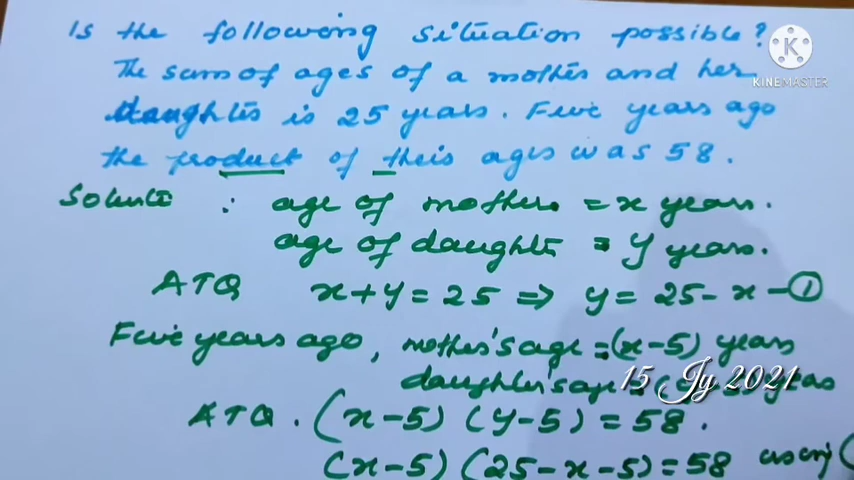 Is the following situation possible?
The sum of ages of a mother and her
daughter is 25 years. Five years ago
the product of their ages was 58.
K
KINEMASTER
Solution : age of mother = x years.
age of daughter = y years.
ATQ x+y = 25 ⇒ y = 25-x -①
Five years ago, mother's age = (x-5) years
daughter's age = years
15 Jy 2021
ATQ. (x-5) (y-5) = 58.
(x-5) (25-x-5) = 58 using (